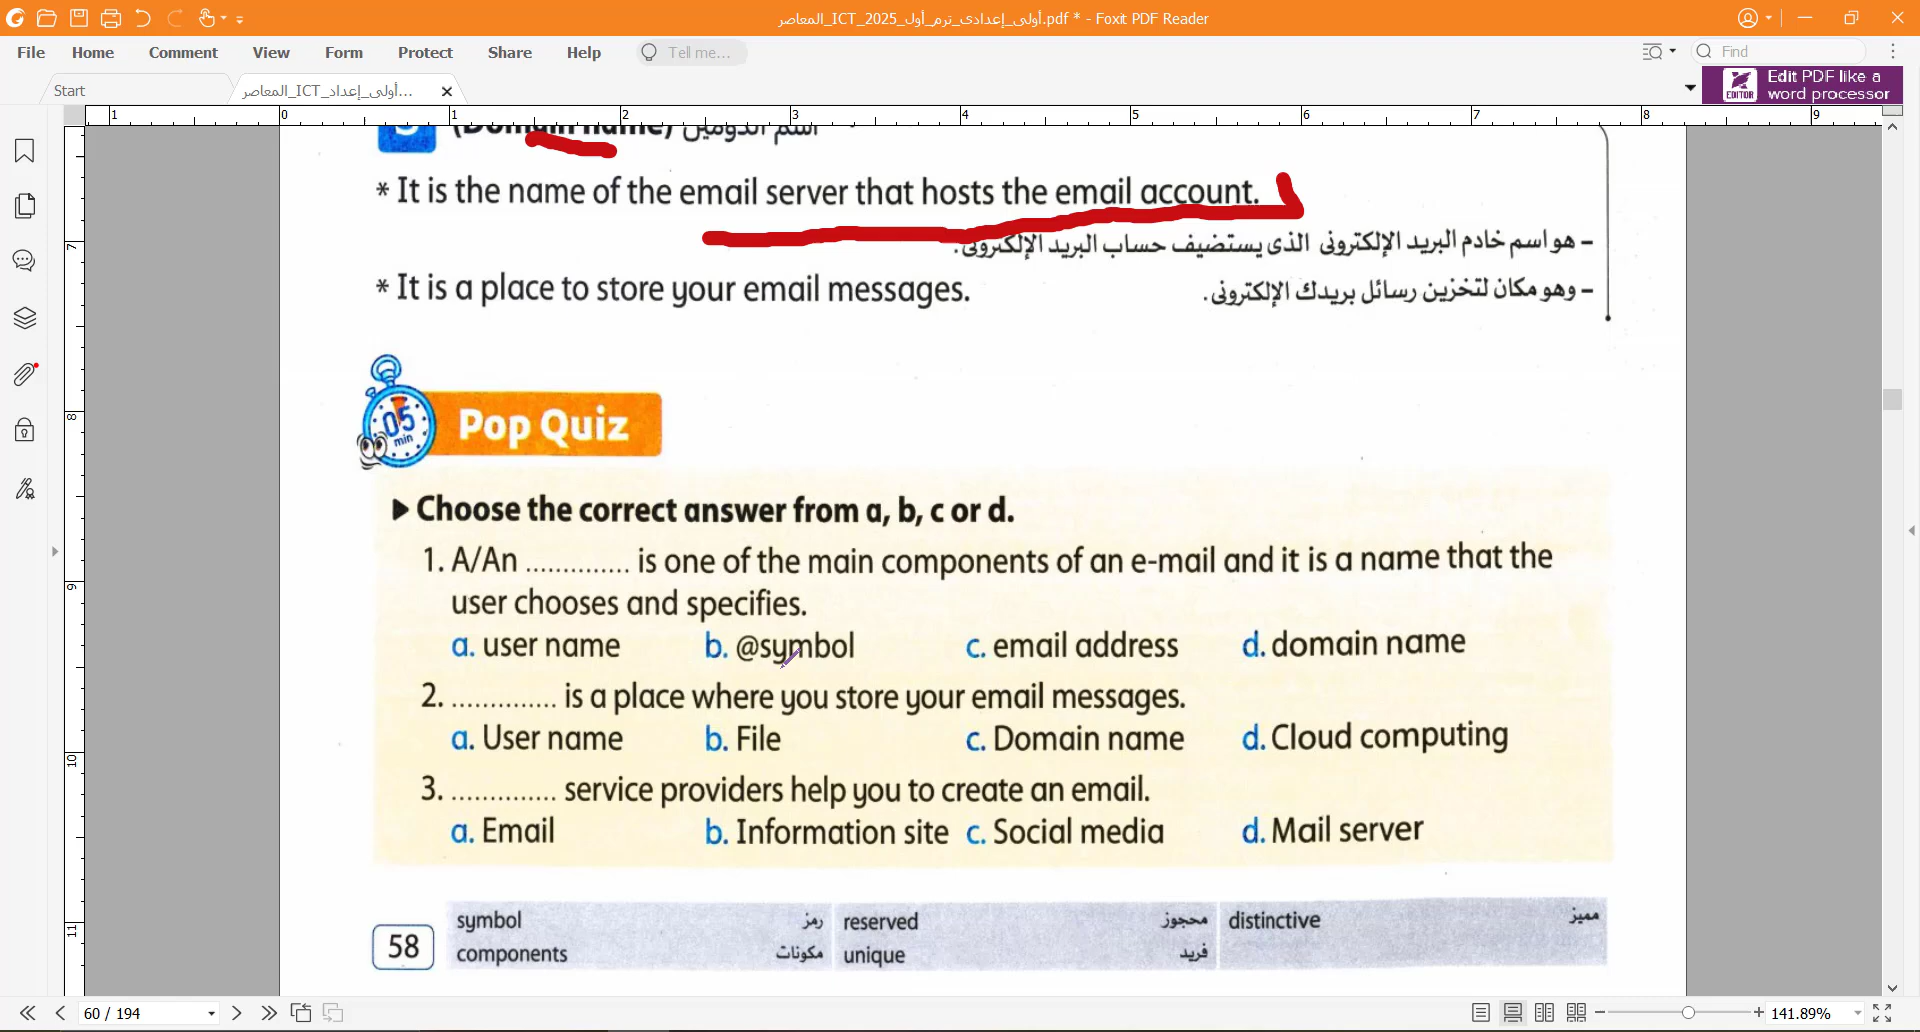 المعاصر_ICT_2025_أولى_إعدادى_ترم_أول.pdf * - Foxit PDF Reader
File Home Comment View Form Protect Share Help Tell me... Find
Start
المعاصر_ICT_أولى_إعداد...
Edit PDF like a
word processor
EDITOR
(Domain name) اسم الدومين
* It is the name of the email server that hosts the email account.
- هو اسم خادم البريد الإلكترونى الذى يستضيف حساب البريد الإلكترونى.
* It is a place to store your email messages.
- وهو مكان لتخزين رسائل بريدك الإلكترونى.
05 min
Pop Quiz
Choose the correct answer from a, b, c or d.
1. A/An .............. is one of the main components of an e-mail and it is a name that the
user chooses and specifies.
a. user name b. @symbol c. email address d. domain name
2. .............. is a place where you store your email messages.
a. User name b. File c. Domain name d. Cloud computing
3. .............. service providers help you to create an email.
a. Email b. Information site c. Social media d. Mail server
58
symbol رمز reserved محجوز distinctive مميز
components مكونات unique فريد
60 / 194
141.89%